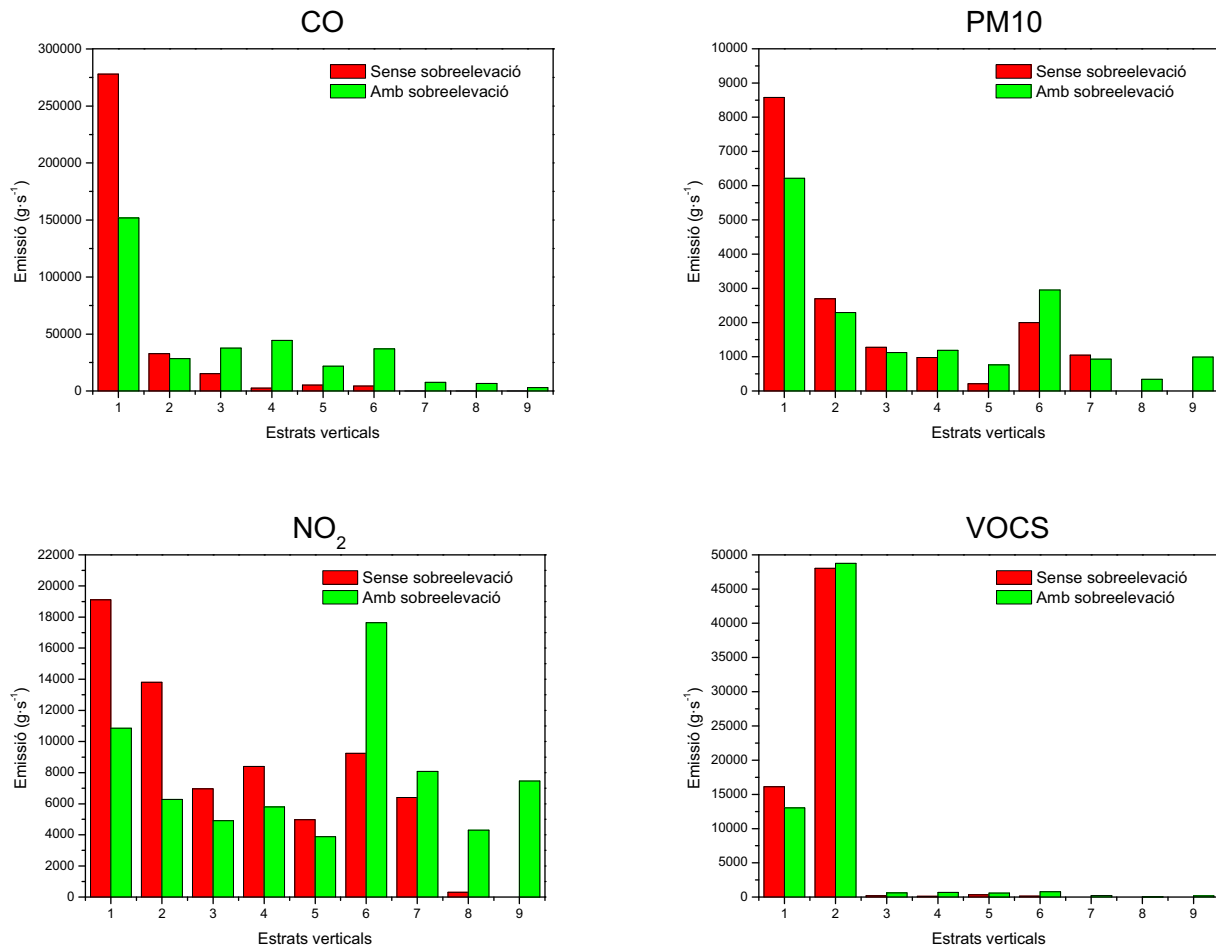 CO
300000
250000
200000
150000
100000
50000
0
Emissió (g·s⁻¹)
Sense sobreelevació
Amb sobreelevació
1 2 3 4 5 6 7 8 9
Estrats verticals
PM10
10000
9000
8000
7000
6000
5000
4000
3000
2000
1000
0
Emissió (g·s⁻¹)
Sense sobreelevació
Amb sobreelevació
1 2 3 4 5 6 7 8 9
Estrats verticals
NO₂
22000
20000
18000
16000
14000
12000
10000
8000
6000
4000
2000
0
Emissió (g·s⁻¹)
Sense sobreelevació
Amb sobreelevació
1 2 3 4 5 6 7 8 9
Estrats verticals
VOCS
50000
45000
40000
35000
30000
25000
20000
15000
10000
5000
0
Emissió (g·s⁻¹)
Sense sobreelevació
Amb sobreelevació
1 2 3 4 5 6 7 8 9
Estrats verticals